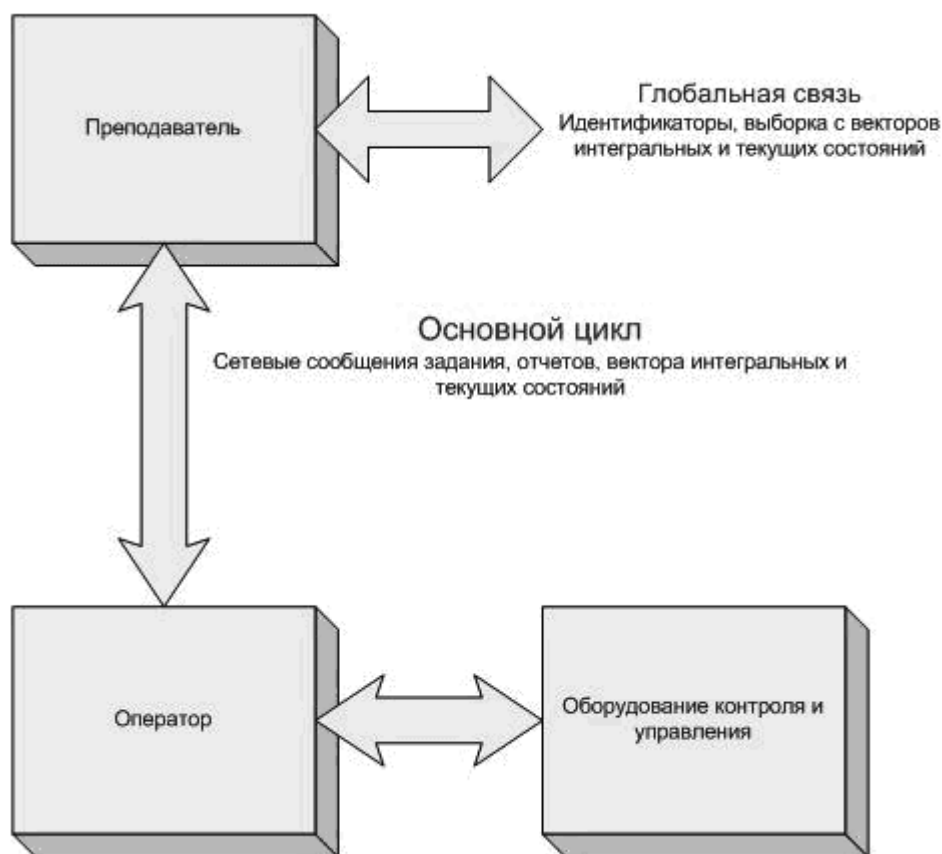 Преподаватель
Глобальная связь
Идентификаторы, выборка с векторов
интегральных и текущих состояний
Основной цикл
Сетевые сообщения задания, отчетов, вектора интегральных и
текущих состояний
Оператор
Оборудование контроля и
управления